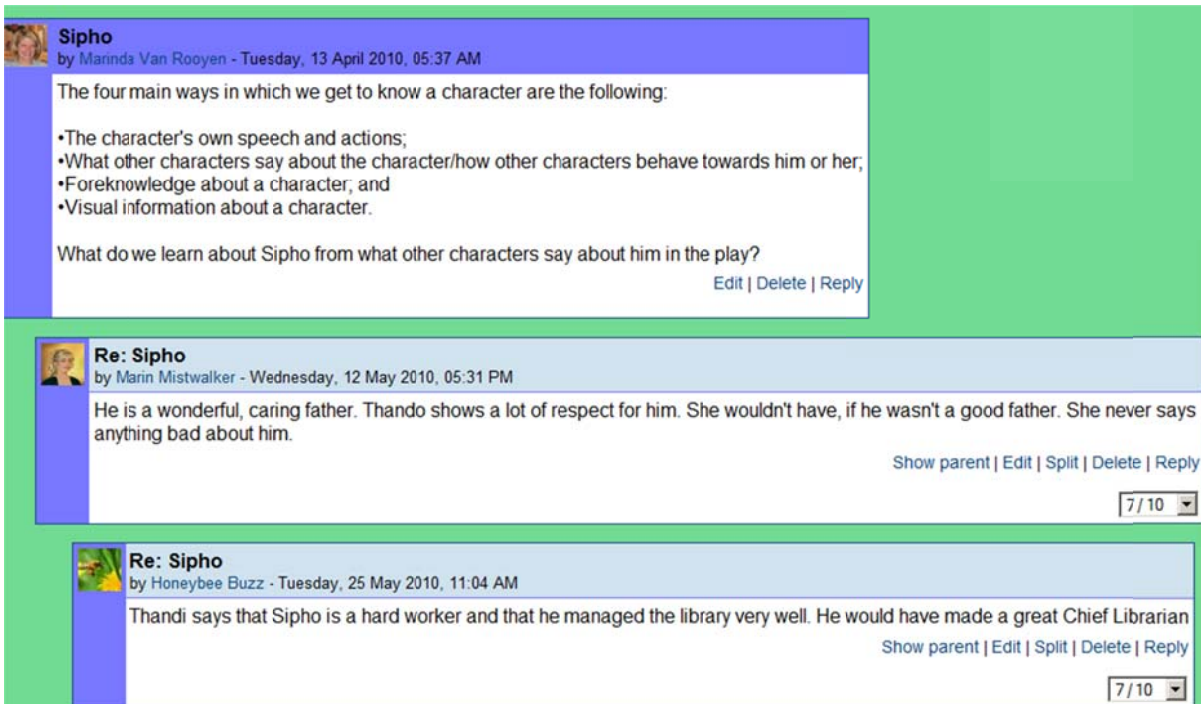 Sipho
by Marinda Van Rooyen - Tuesday, 13 April 2010, 05:37 AM
The four main ways in which we get to know a character are the following:
•The character's own speech and actions;
•What other characters say about the character/how other characters behave towards him or her;
•Foreknowledge about a character; and
•Visual information about a character.
What do we learn about Sipho from what other characters say about him in the play?
Edit | Delete | Reply
Re: Sipho
by Marin Mistwalker - Wednesday, 12 May 2010, 05:31 PM
He is a wonderful, caring father. Thando shows a lot of respect for him. She wouldn't have, if he wasn't a good father. She never says
anything bad about him.
Show parent | Edit | Split | Delete | Reply
7 / 10
Re: Sipho
by Honeybee Buzz - Tuesday, 25 May 2010, 11:04 AM
Thandi says that Sipho is a hard worker and that he managed the library very well. He would have made a great Chief Librarian
Show parent | Edit | Split | Delete | Reply
7 / 10